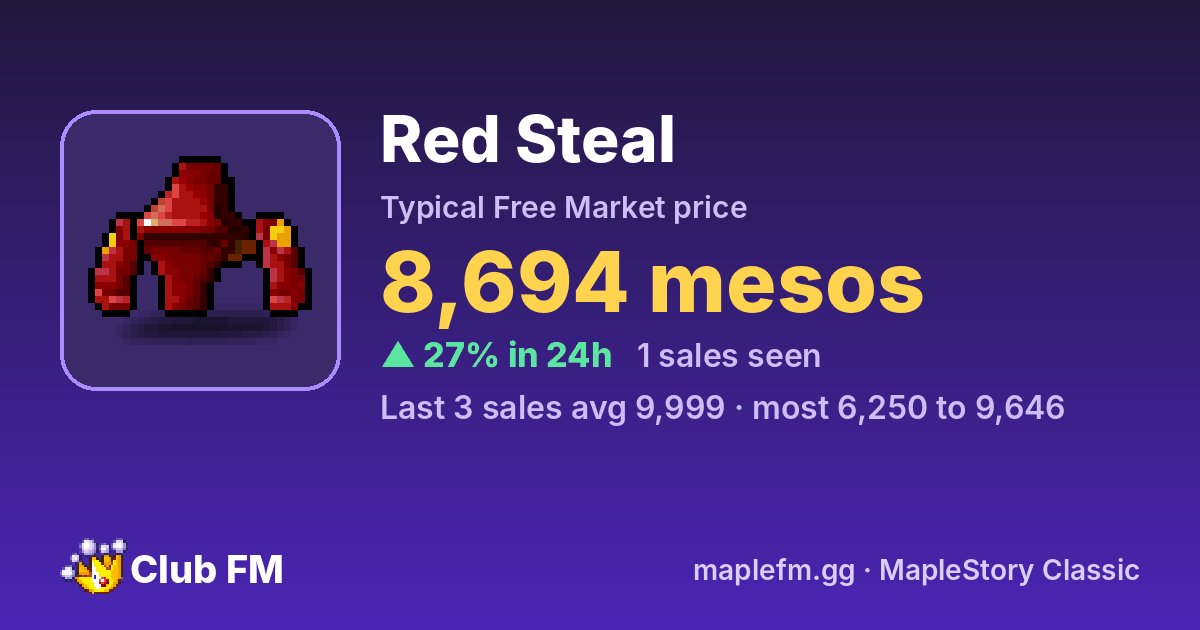 Red Steal
Typical Free Market price
8,694 mesos
▲ 27% in 24h 1 sales seen
Last 3 sales avg 9,999 · most 6,250 to 9,646
Club FM
maplefm.gg · MapleStory Classic